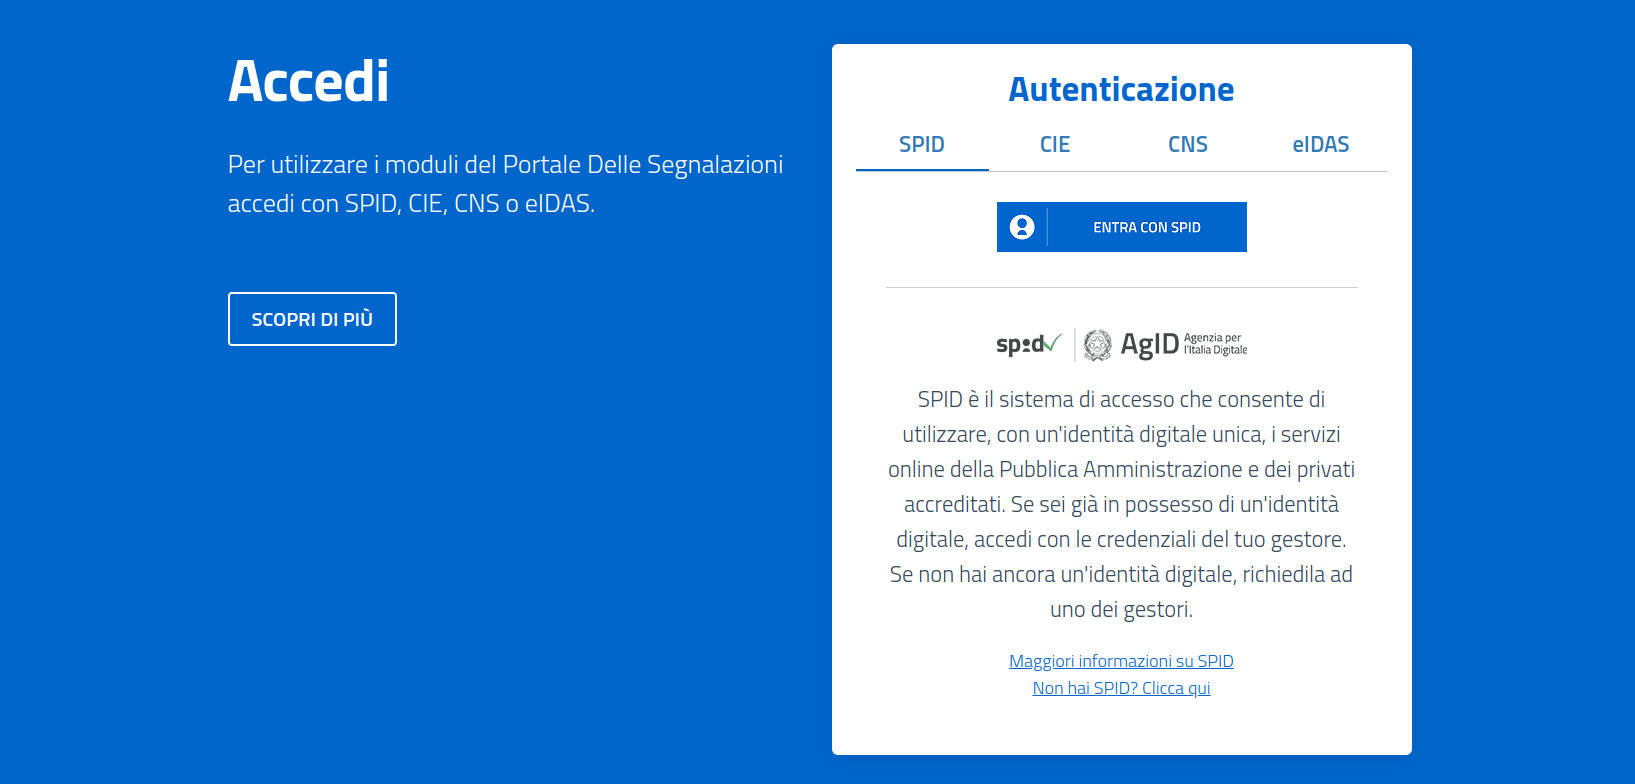 Accedi
Per utilizzare i moduli del Portale Delle Segnalazioni
accedi con SPID, CIE, CNS o eIDAS.
SCOPRI DI PIÙ
Autenticazione
SPID CIE CNS eIDAS
ENTRA CON SPID
spid AgID Agenzia per
l'Italia Digitale
SPID è il sistema di accesso che consente di
utilizzare, con un'identità digitale unica, i servizi
online della Pubblica Amministrazione e dei privati
accreditati. Se sei già in possesso di un'identità
digitale, accedi con le credenziali del tuo gestore.
Se non hai ancora un'identità digitale, richiedila ad
uno dei gestori.
Maggiori informazioni su SPID
Non hai SPID? Clicca qui